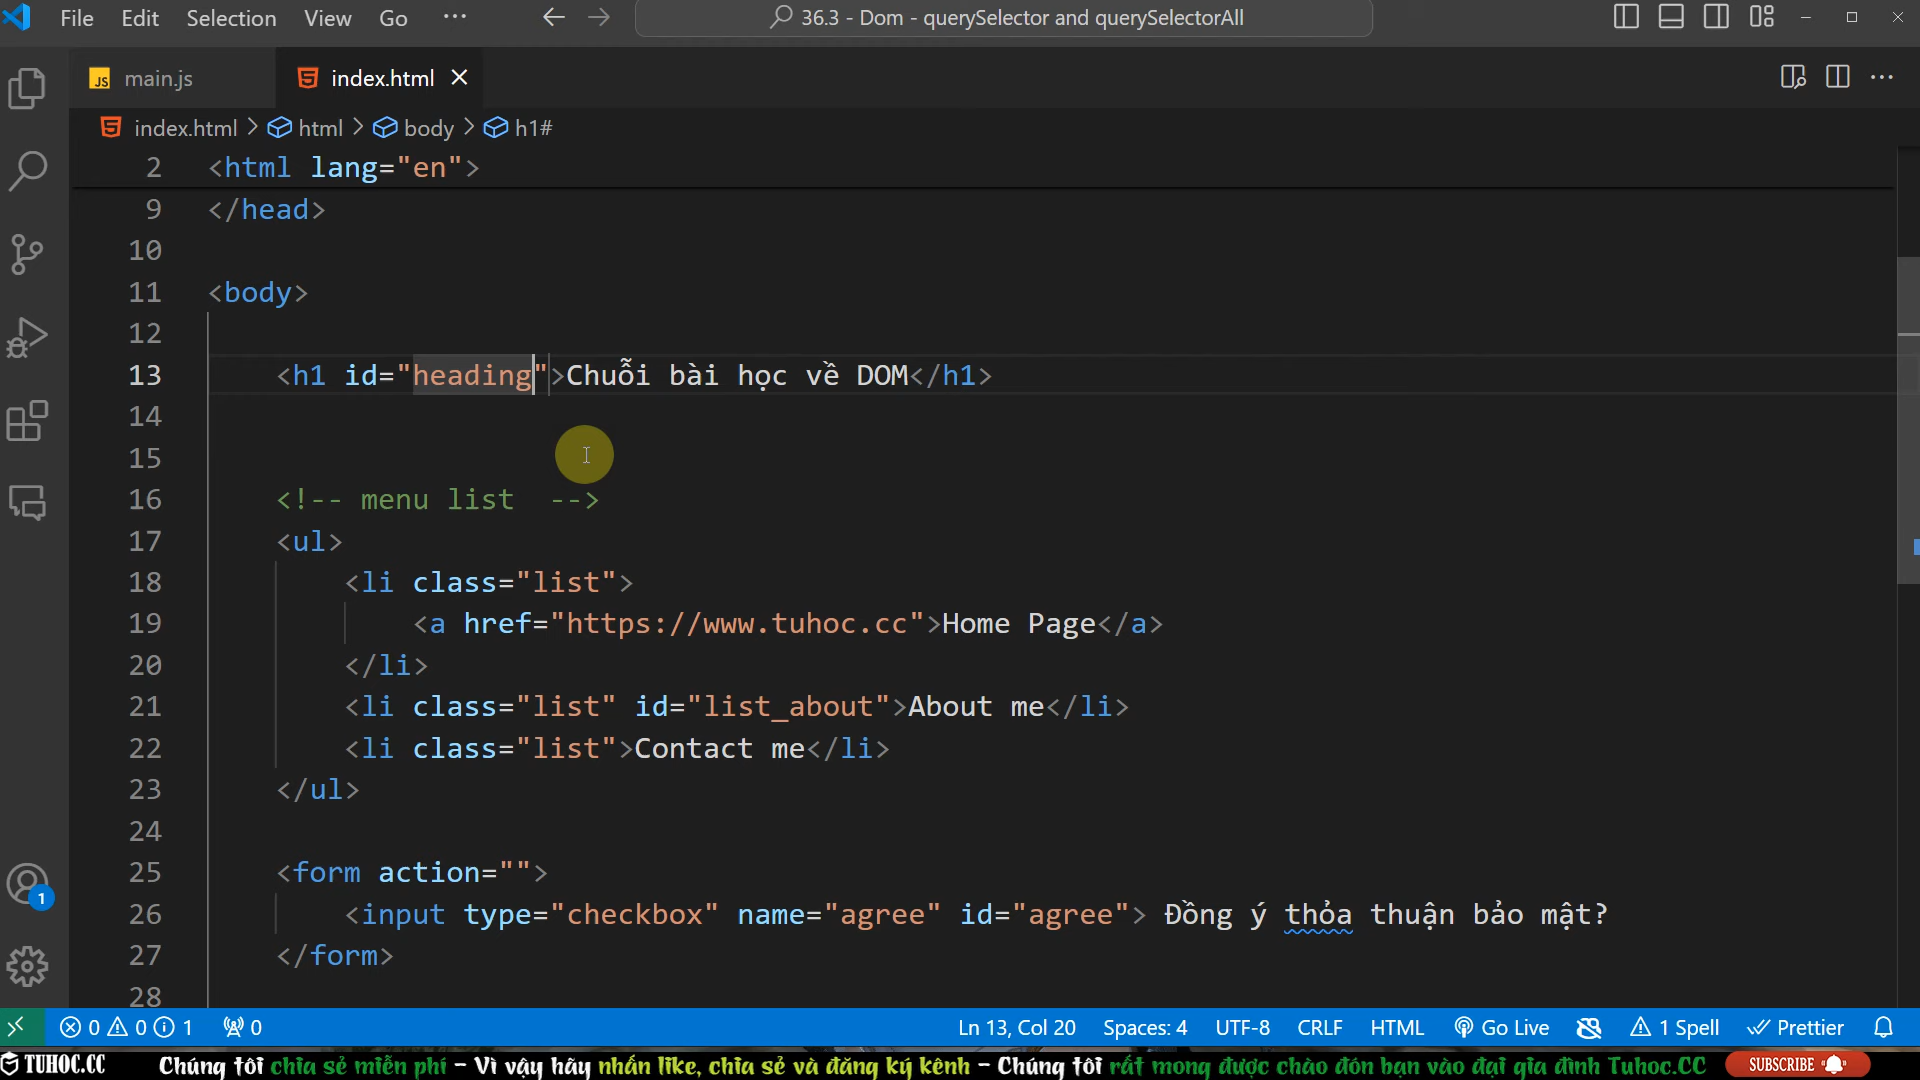 File Edit Selection View Go ··· 36.3 - Dom - querySelector and querySelectorAll
JS main.js index.html
index.html > html > body > h1#
2 <html lang="en">
9 </head>
10
11 <body>
12
13 <h1 id="heading">Chuỗi bài học về DOM</h1>
14
15
16 <!-- menu list  -->
17 <ul>
18 <li class="list">
19 <a href="https://www.tuhoc.cc">Home Page</a>
20 </li>
21 <li class="list" id="list_about">About me</li>
22 <li class="list">Contact me</li>
23 </ul>
24
25 <form action="">
26 <input type="checkbox" name="agree" id="agree"> Đồng ý thỏa thuận bảo mật?
27 </form>
28
1
0 0 1 0 Ln 13, Col 20 Spaces: 4 UTF-8 CRLF HTML Go Live 1 Spell Prettier
TUHOC.CC Chúng tôi chia sẻ miễn phí - Vì vậy hãy nhấn like, chia sẻ và đăng ký kênh - Chúng tôi rất mong được chào đón bạn vào đại gia đình Tuhoc.CC SUBSCRIBE